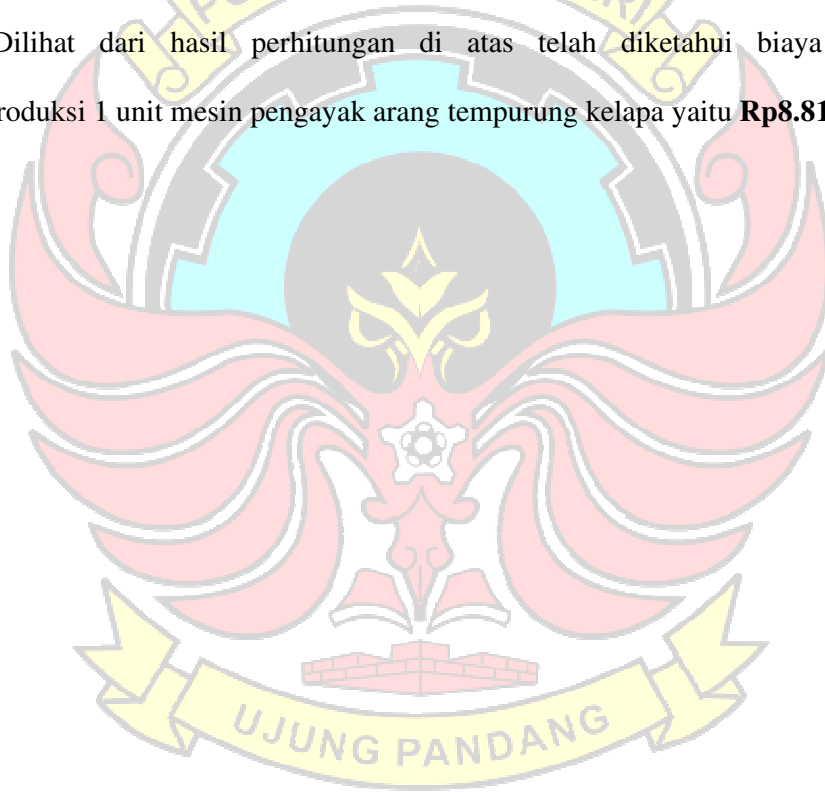 Dilihat dari hasil perhitungan di atas telah diketahui biaya
roduksi 1 unit mesin pengayak arang tempurung kelapa yaitu Rp8.81
UJUNG PANDANG